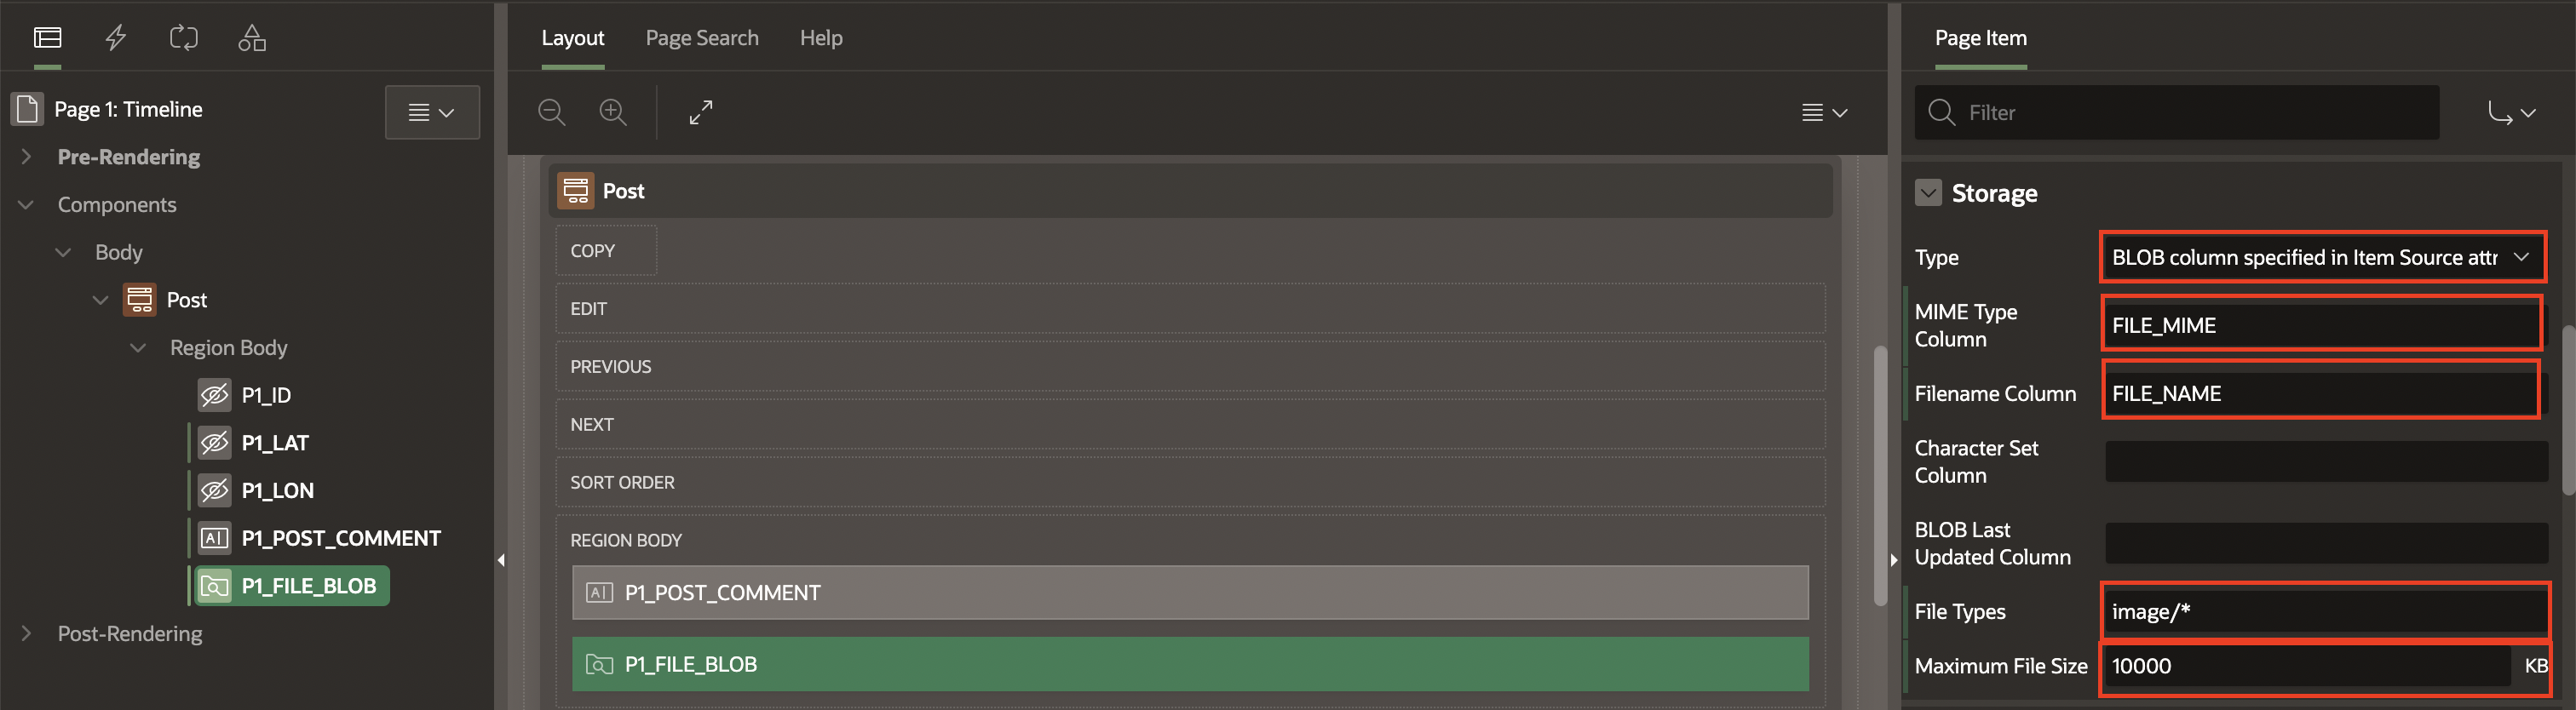 Page 1: Timeline
Pre-Rendering
Components
Body
Post
Region Body
P1_ID
P1_LAT
P1_LON
P1_POST_COMMENT
P1_FILE_BLOB
Post-Rendering
Layout
Page Search
Help
Post
COPY
EDIT
PREVIOUS
NEXT
SORT ORDER
REGION BODY
P1_POST_COMMENT
P1_FILE_BLOB
Page Item
Filter
Storage
Type
BLOB column specified in Item Source attr
MIME Type
Column
FILE_MIME
Filename Column
FILE_NAME
Character Set
Column
BLOB Last
Updated Column
File Types
image/*
Maximum File Size
10000
KB